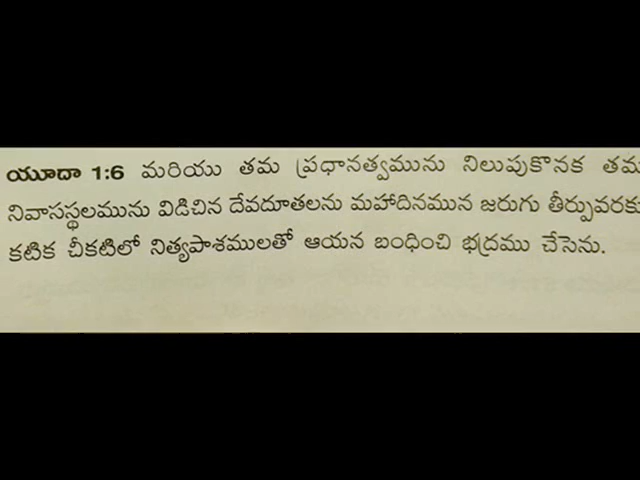 యూదా 1:6 మరియు తమ ప్రధానత్వమును నిలుపుకొనక తమ
నివాసస్థలమును విడిచిన దేవదూతలను మహాదినమున జరుగు తీర్పువరకు
కటిక చీకటిలో నిత్యపాశములతో ఆయన బంధించి భద్రము చేసెను.